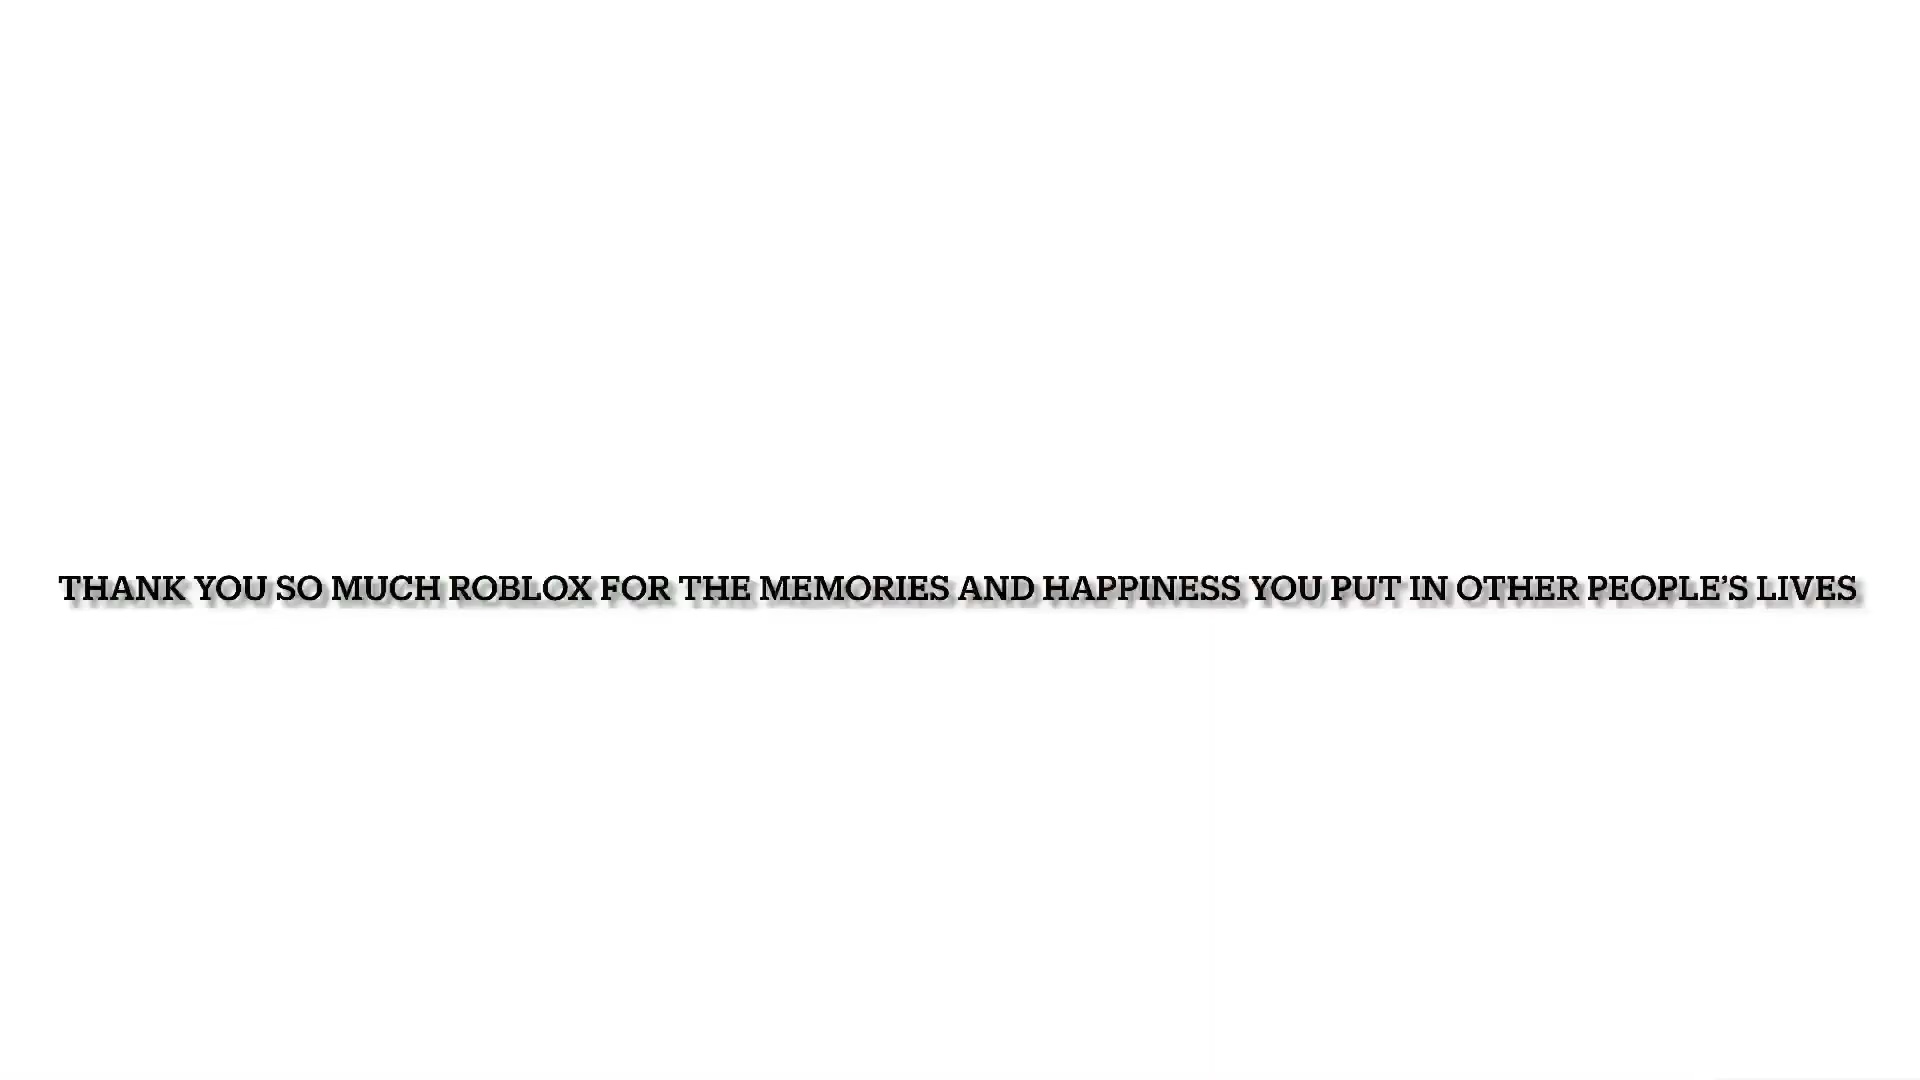 THANK YOU SO MUCH ROBLOX FOR THE MEMORIES AND HAPPINESS YOU PUT IN OTHER PEOPLE’S LIVES